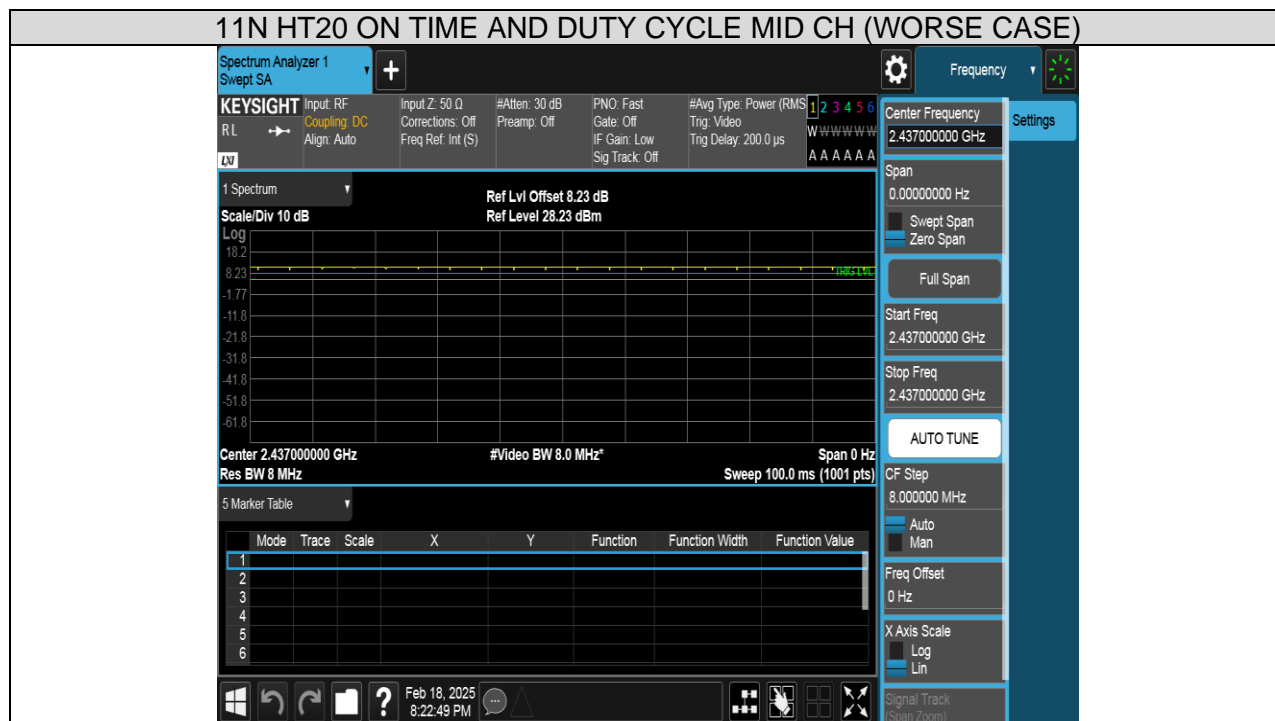 11N HT20 ON TIME AND DUTY CYCLE MID CH (WORSE CASE)
Spectrum Analyzer 1
Swept SA
+
Frequency
KEYSIGHT
RL
LXI
Input: RF
Coupling: DC
Align: Auto
Input Z: 50 Ω
Corrections: Off
Freq Ref: Int (S)
#Atten: 30 dB
Preamp: Off
PNO: Fast
Gate: Off
IF Gain: Low
Sig Track: Off
#Avg Type: Power (RMS
Trig: Video
Trig Delay: 200.0 µs
1 2 3 4 5 6
W W W W W W
A A A A A A
Center Frequency
2.437000000 GHz
Settings
Span
0.00000000 Hz
Swept Span
Zero Span
Full Span
Start Freq
2.437000000 GHz
Stop Freq
2.437000000 GHz
AUTO TUNE
CF Step
8.000000 MHz
Auto
Man
Freq Offset
0 Hz
X Axis Scale
Log
Lin
Signal Track
(Span Zoom)
1 Spectrum
Scale/Div 10 dB
Ref Lvl Offset 8.23 dB
Ref Level 28.23 dBm
Log
18.2
8.23
-1.77
-11.8
-21.8
-31.8
-41.8
-51.8
-61.8
TRIG LVL
Center 2.437000000 GHz
#Video BW 8.0 MHz*
Span 0 Hz
Res BW 8 MHz
Sweep 100.0 ms (1001 pts)
5 Marker Table
Mode Trace Scale X Y Function Function Width Function Value
1
2
3
4
5
6
?
Feb 18, 2025
8:22:49 PM